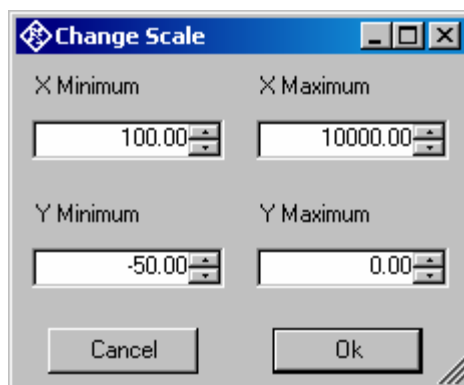 Change Scale
X Minimum X Maximum
100.00 10000.00
Y Minimum Y Maximum
-50.00 0.00
Cancel Ok